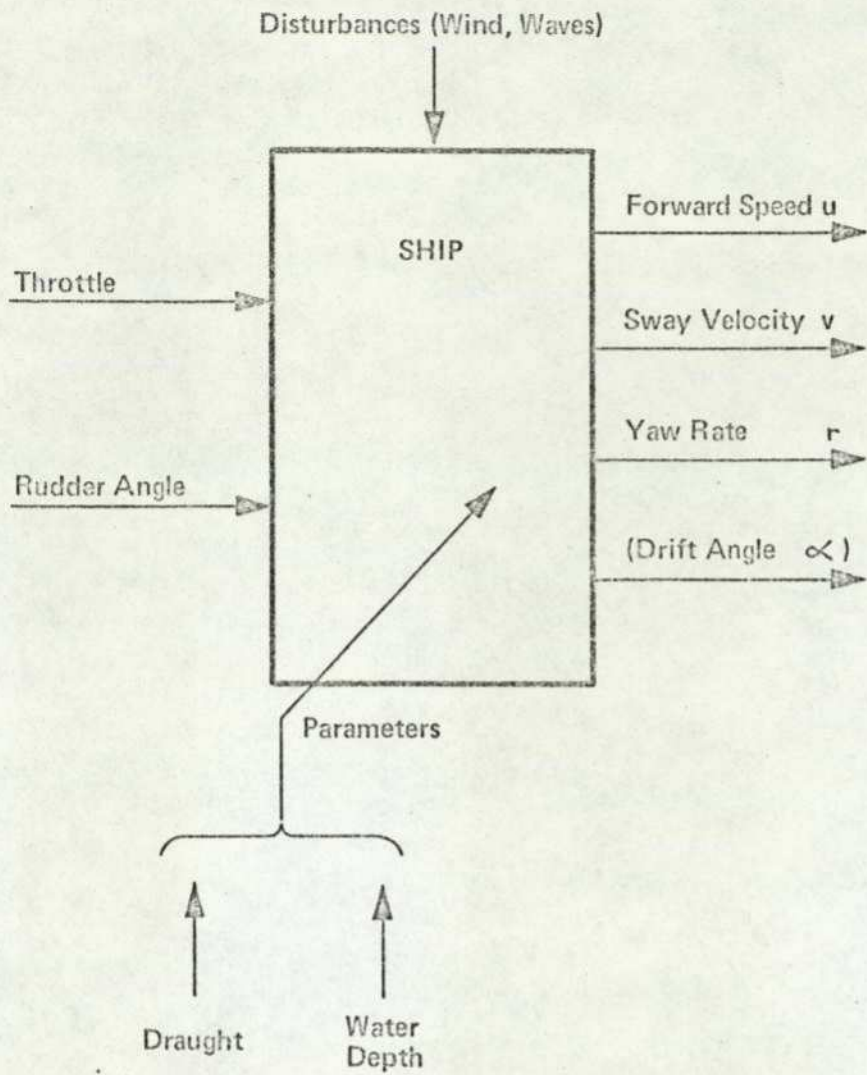 Disturbances (Wind, Waves)
SHIP
Throttle
Rudder Angle
Forward Speed u
Sway Velocity v
Yaw Rate r
(Drift Angle ∝)
Parameters
Draught
Water
Depth